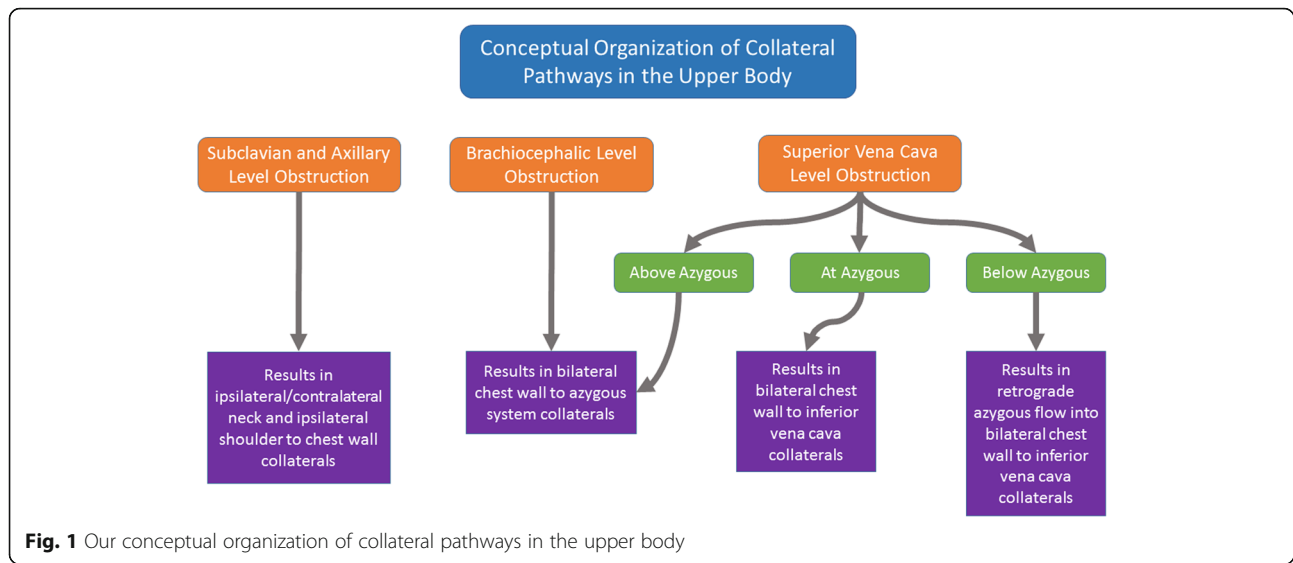 Conceptual Organization of Collateral
Pathways in the Upper Body
Subclavian and Axillary
Level Obstruction
Brachiocephalic Level
Obstruction
Superior Vena Cava
Level Obstruction
Above Azygous
At Azygous
Below Azygous
Results in
ipsilateral/contralateral
neck and ipsilateral
shoulder to chest wall
collaterals
Results in bilateral
chest wall to azygous
system collaterals
Results in
bilateral chest
wall to inferior
vena cava
collaterals
Results in
retrograde
azygous flow into
bilateral chest
wall to inferior
vena cava
collaterals
Fig. 1 Our conceptual organization of collateral pathways in the upper body